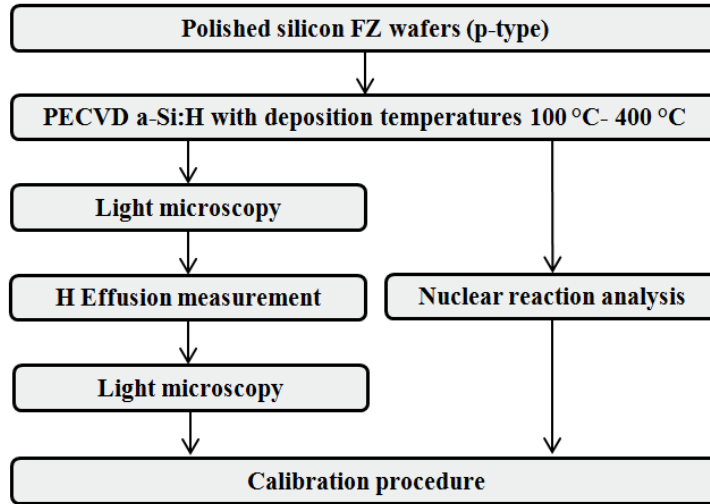 Polished silicon FZ wafers (p-type)
PECVD a-Si:H with deposition temperatures 100 °C- 400 °C
Light microscopy
H Effusion measurement
Nuclear reaction analysis
Light microscopy
Calibration procedure